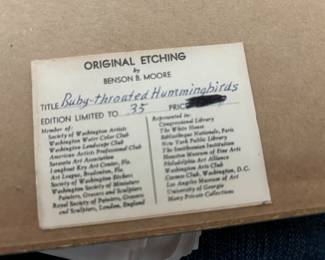 ORIGINAL ETCHING
by
BENSON B. MOORE
TITLE Ruby-throated Hummingbirds
EDITION LIMITED TO 35 PRIC
Member of:
Society of Washington Artists
Washington Water Color Club
Washington Landscape Club
American Artists Professional Club
Sarasota Art Association
Longboat Key Art Center, Fla.
Art League, Bradenton, Fla.
Society of Washington Etchers
Washington Society of Miniature
Painters, Gravers and Sculptors
Royal Society of Painters, Gravers
and Sculptors, London, England
Represented in:
Congressional Library
The White House
Bibliotheque Nationale, Paris
New York Public Library
The Smithsonian Institution
Houston Museum of Fine Arts
Philadelphia Art Alliance
Washington Arts Club
Cosmos Club, Washington, D.C.
Los Angeles Museum of Art
University of Georgia
Many Private Collections